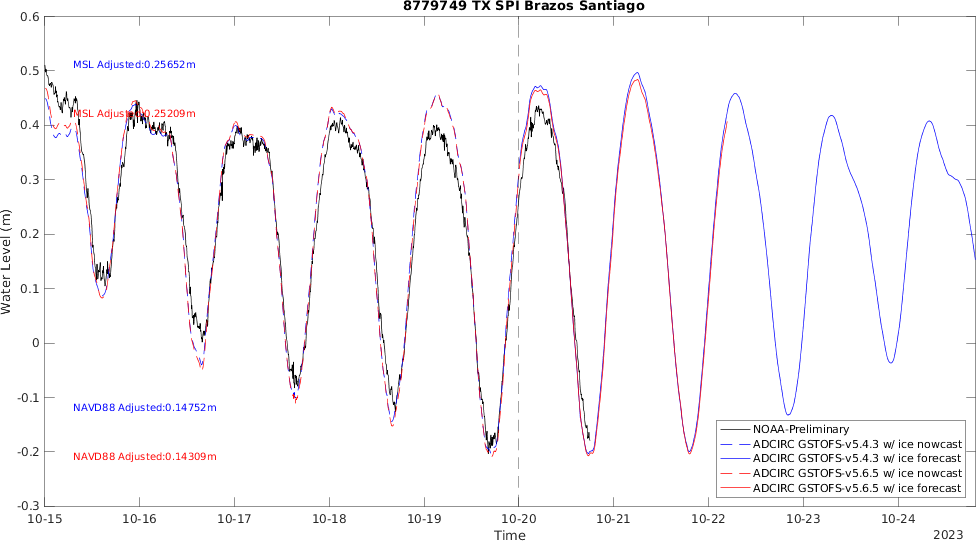 8779749 TX SPI Brazos Santiago
0.6
0.5
0.4
0.3
0.2
0.1
0
-0.1
-0.2
-0.3
Water Level (m)
MSL Adjusted:0.25652m
MSL Adjusted:0.25209m
NAVD88 Adjusted:0.14752m
NAVD88 Adjusted:0.14309m
NOAA-Preliminary
ADCIRC GSTOFS-v5.4.3 w/ ice nowcast
ADCIRC GSTOFS-v5.4.3 w/ ice forecast
ADCIRC GSTOFS-v5.6.5 w/ ice nowcast
ADCIRC GSTOFS-v5.6.5 w/ ice forecast
10-15 10-16 10-17 10-18 10-19 10-20 10-21 10-22 10-23 10-24
Time
2023